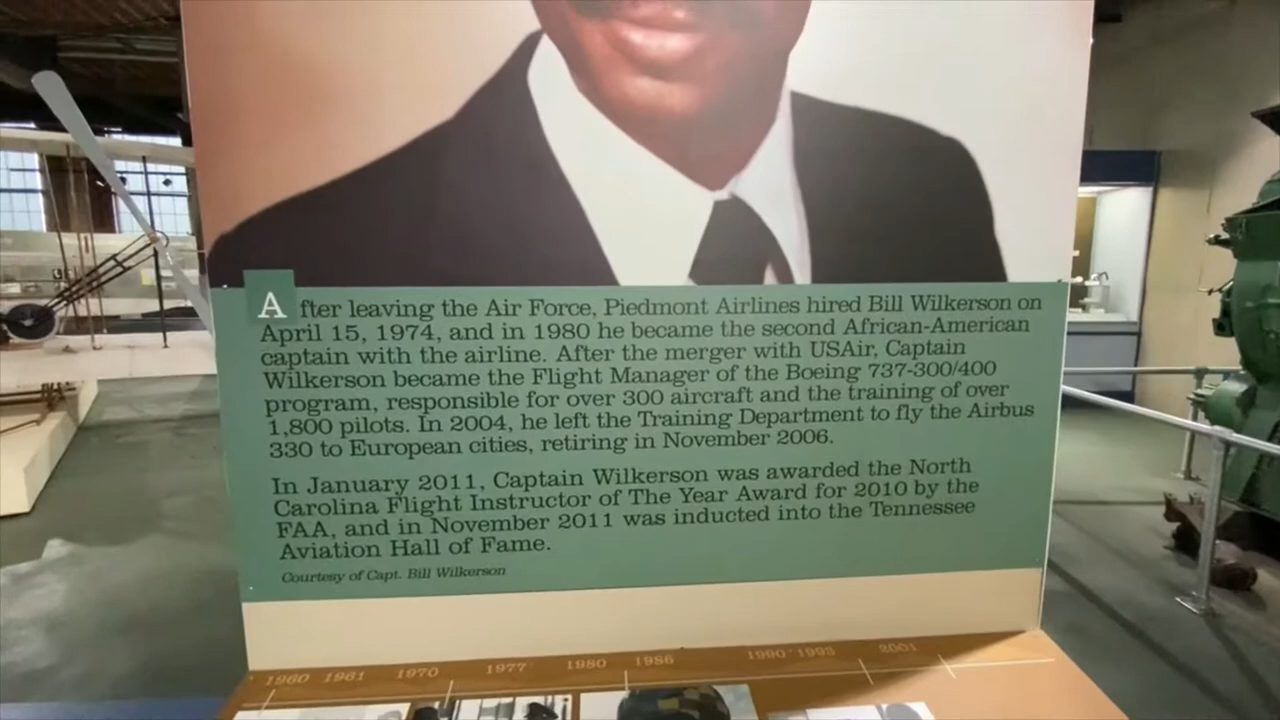 After leaving the Air Force, Piedmont Airlines hired Bill Wilkerson on
April 15, 1974, and in 1980 he became the second African-American
captain with the airline. After the merger with USAir, Captain
Wilkerson became the Flight Manager of the Boeing 737-300/400
program, responsible for over 300 aircraft and the training of over
1,800 pilots. In 2004, he left the Training Department to fly the Airbus
330 to European cities, retiring in November 2006.
In January 2011, Captain Wilkerson was awarded the North
Carolina Flight Instructor of The Year Award for 2010 by the
FAA, and in November 2011 was inducted into the Tennessee
Aviation Hall of Fame.
Courtesy of Capt. Bill Wilkerson
1960 1961 1970 1977 1980 1986 1990 1993 2001